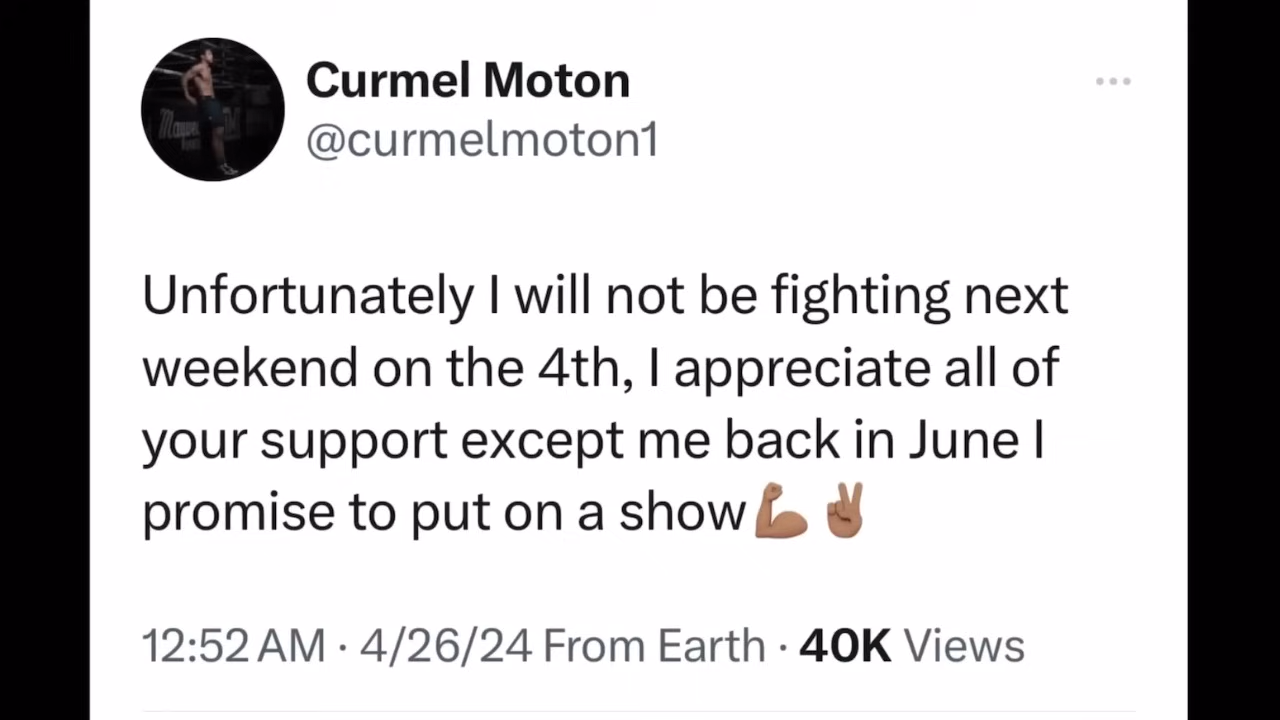 Curmel Moton
@curmelmoton1
Unfortunately I will not be fighting next
weekend on the 4th, I appreciate all of
your support except me back in June I
promise to put on a show💪🏽✌🏽
12:52 AM · 4/26/24 From Earth · 40K Views